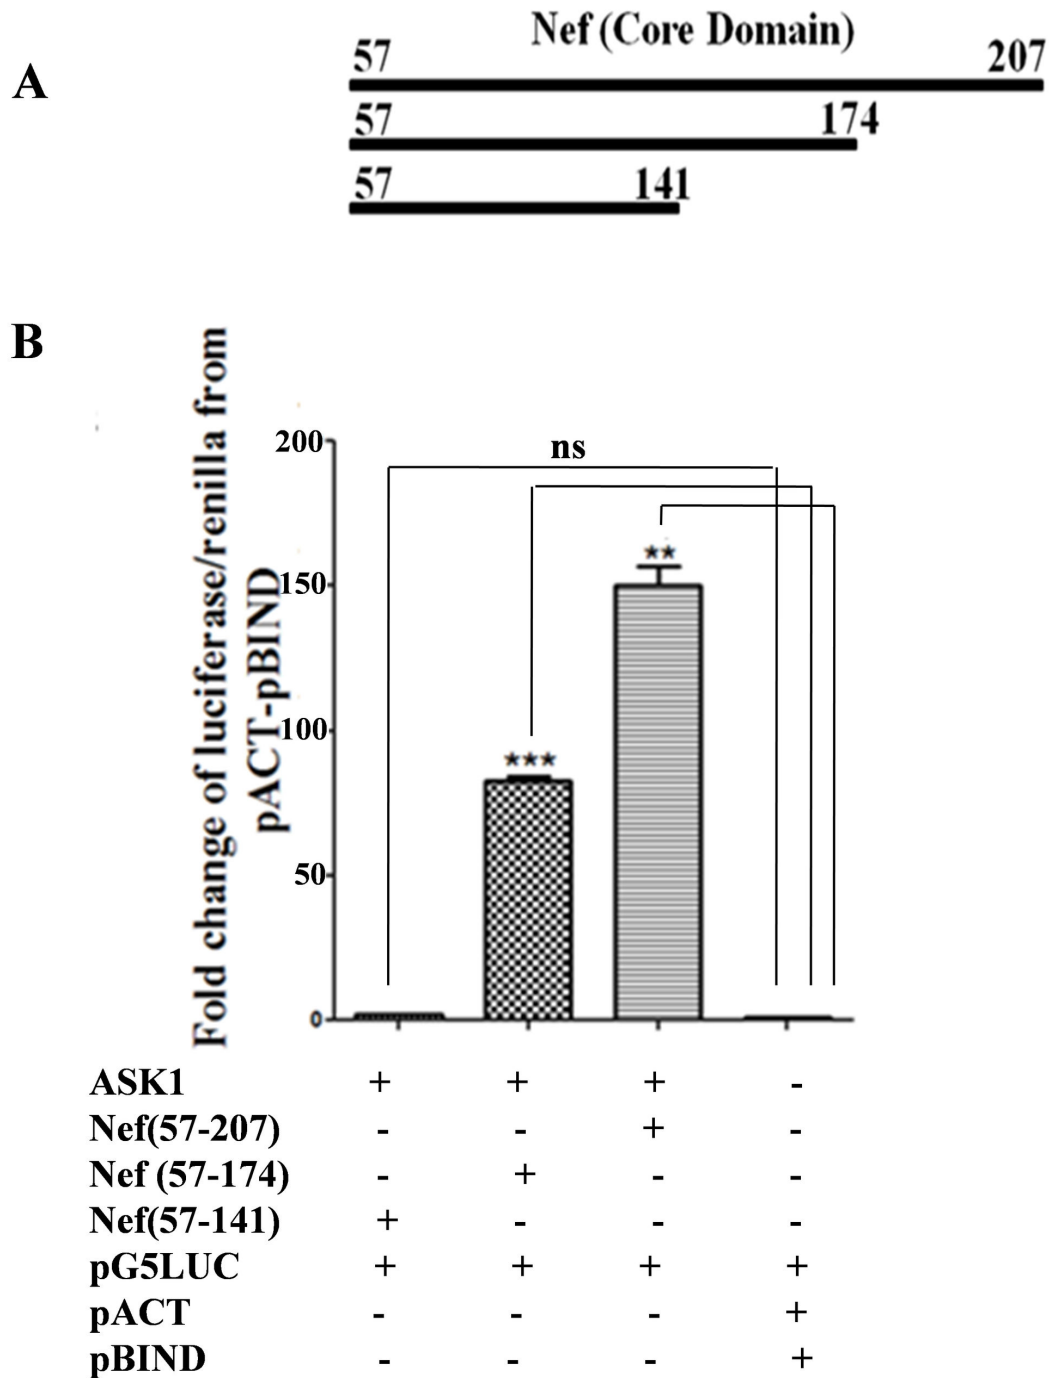 A
Nef (Core Domain)
57 207
57 174
57 141
B
Fold change of luciferase/renilla from
pACT-pBIND
200
150
100
50
0
ns
**
***
ASK1 + + + -
Nef(57-207) - - + -
Nef (57-174) - + - -
Nef(57-141) + - - -
pG5LUC + + + +
pACT - - - +
pBIND - - - +